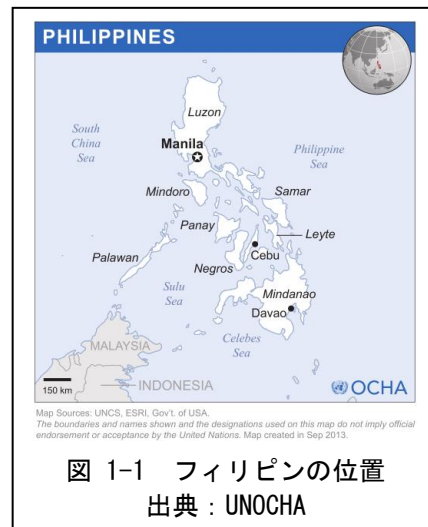 PHILIPPINES
Luzon
South
China
Sea
Manila
Philippine
Sea
Mindoro
Samar
Panay
Leyte
Palawan
Cebu
Negros
Sulu
Sea
Mindanao
Davao
Celebes
Sea
MALAYSIA
INDONESIA
150 km
OCHA
Map Sources: UNCS, ESRI, Gov't. of USA.
The boundaries and names shown and the designations used on this map do not imply official
endorsement or acceptance by the United Nations. Map created in Sep 2013.
図 1-1 フィリピンの位置
出典：UNOCHA